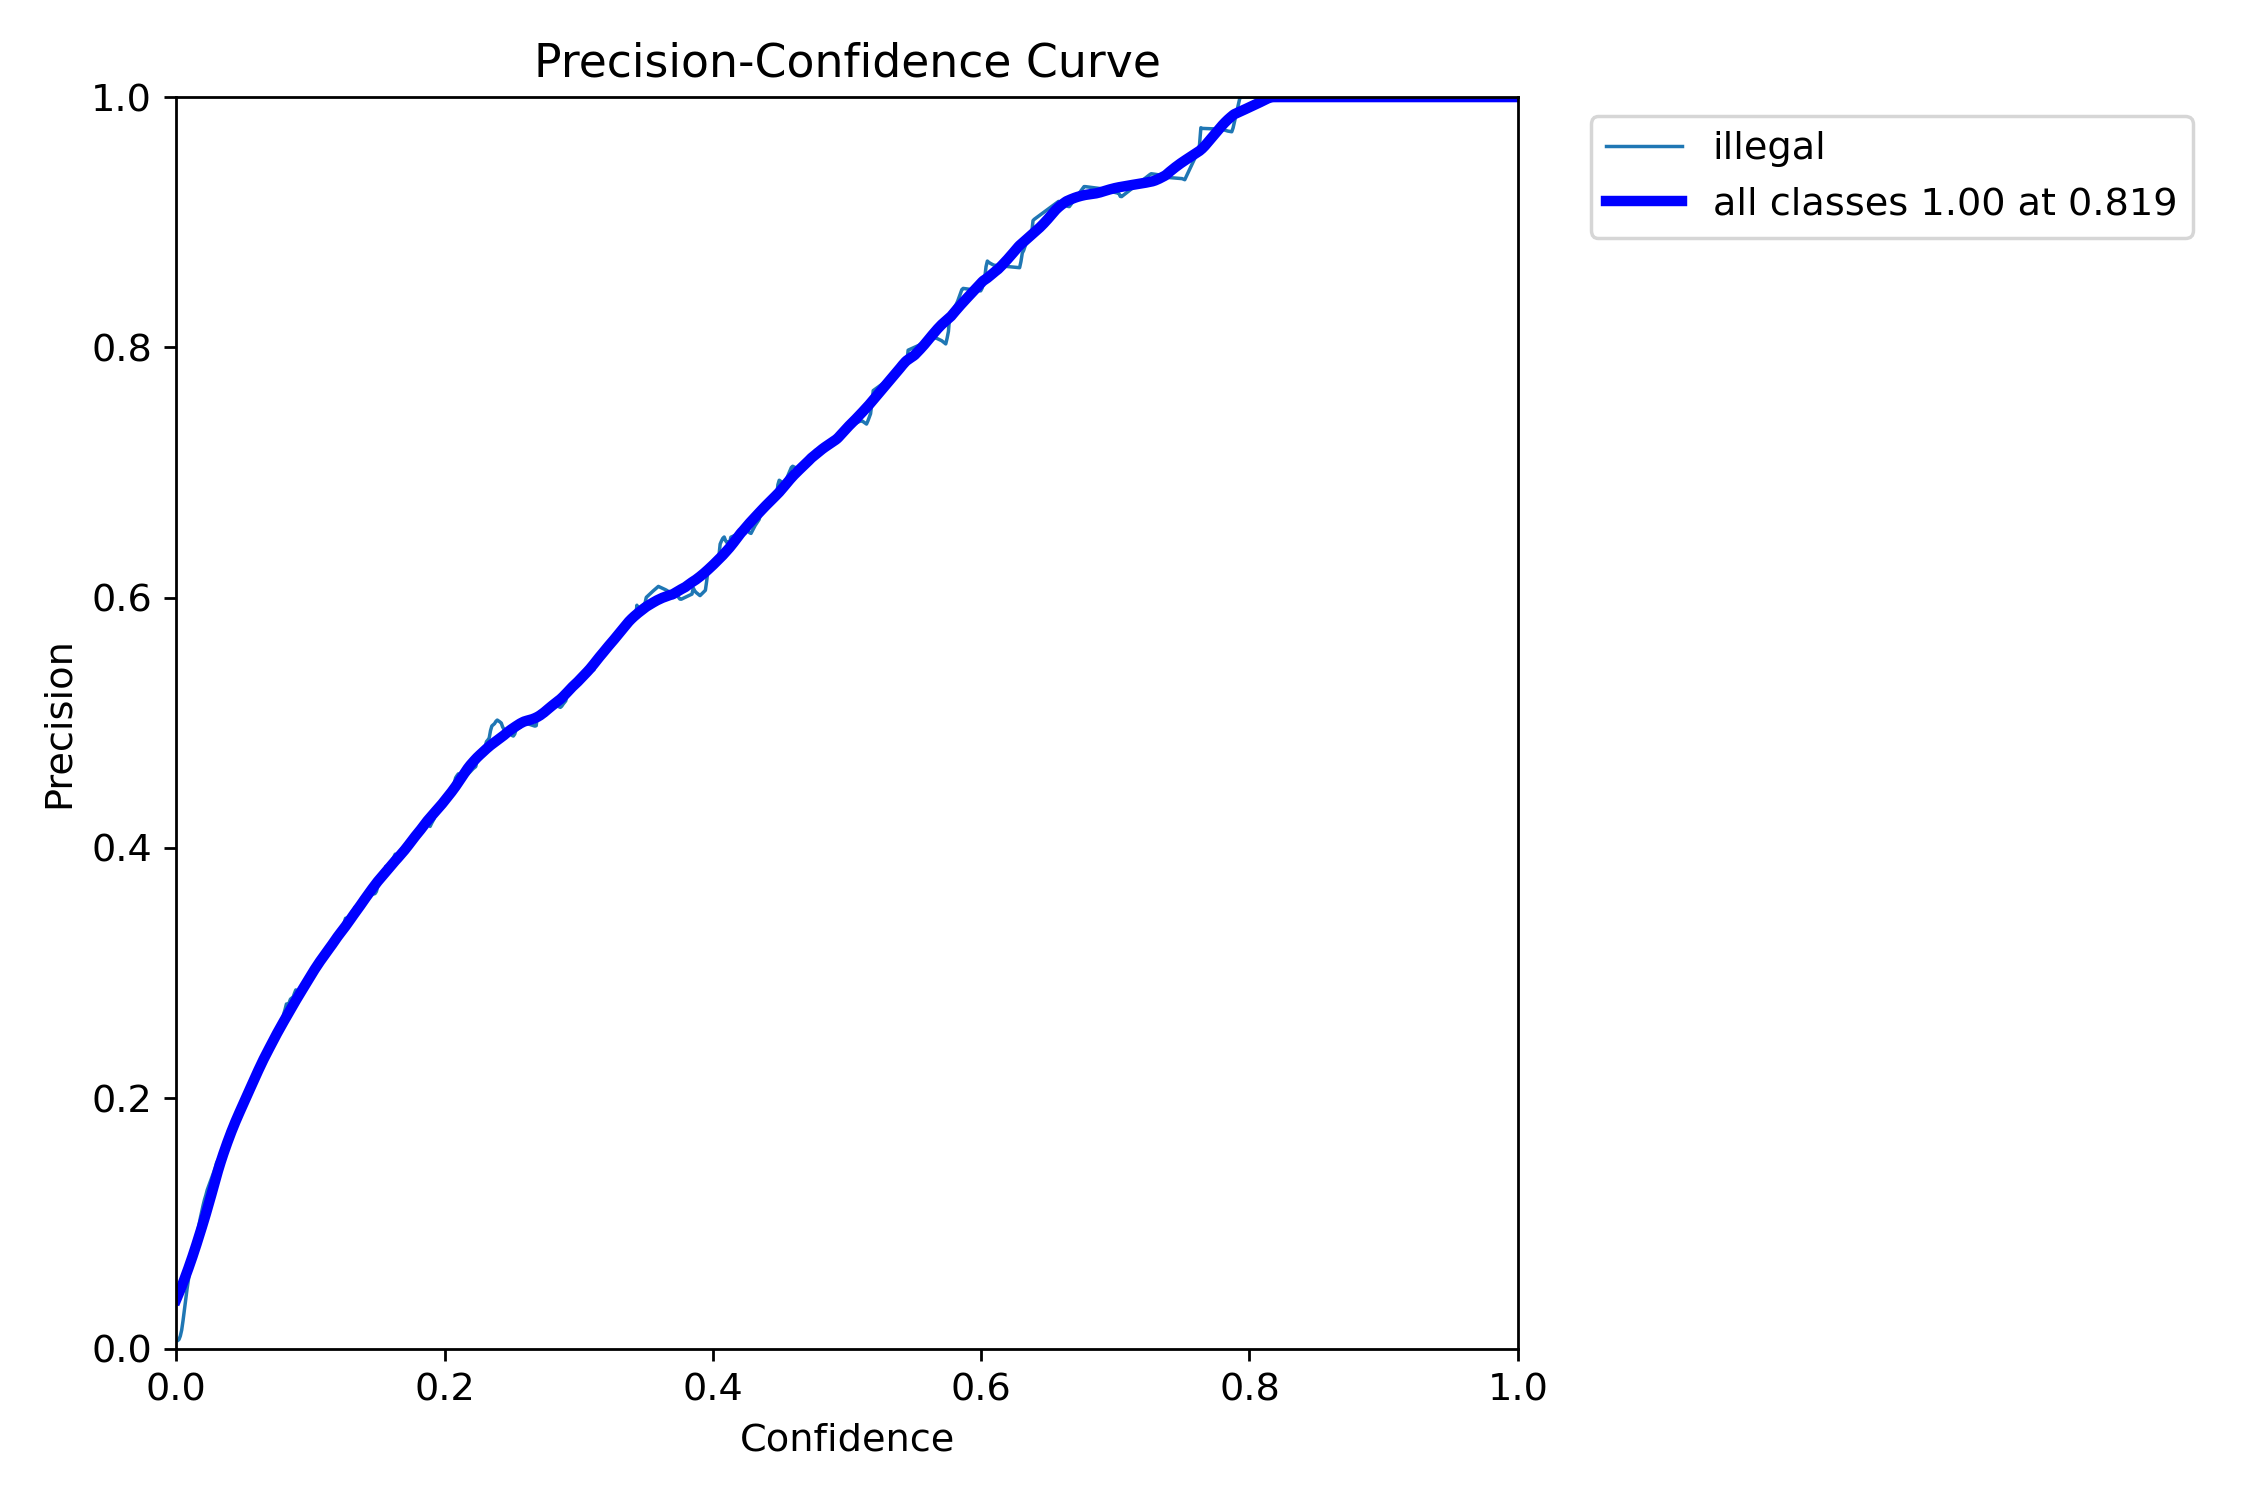 Precision-Confidence Curve
1.0
0.8
0.6
0.4
0.2
0.0
Precision
0.0 0.2 0.4 0.6 0.8 1.0
Confidence
illegal
all classes 1.00 at 0.819